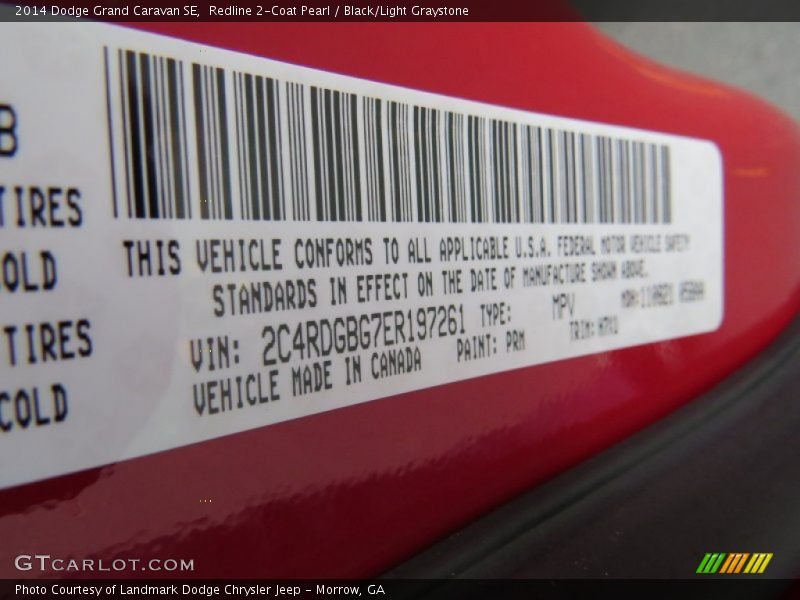 2014 Dodge Grand Caravan SE,  Redline 2-Coat Pearl / Black/Light Graystone
B
TIRES
OLD
TIRES
COLD
THIS VEHICLE CONFORMS TO ALL APPLICABLE U.S.A. FEDERAL MOTOR VEHICLE SAFETY
STANDARDS IN EFFECT ON THE DATE OF MANUFACTURE SHOWN ABOVE.
VIN: 2C4RDGBG7ER197261 TYPE: MPV MDH:
VEHICLE MADE IN CANADA PAINT: PRM TRIM:
GTCARLOT.COM
Photo Courtesy of Landmark Dodge Chrysler Jeep - Morrow, GA